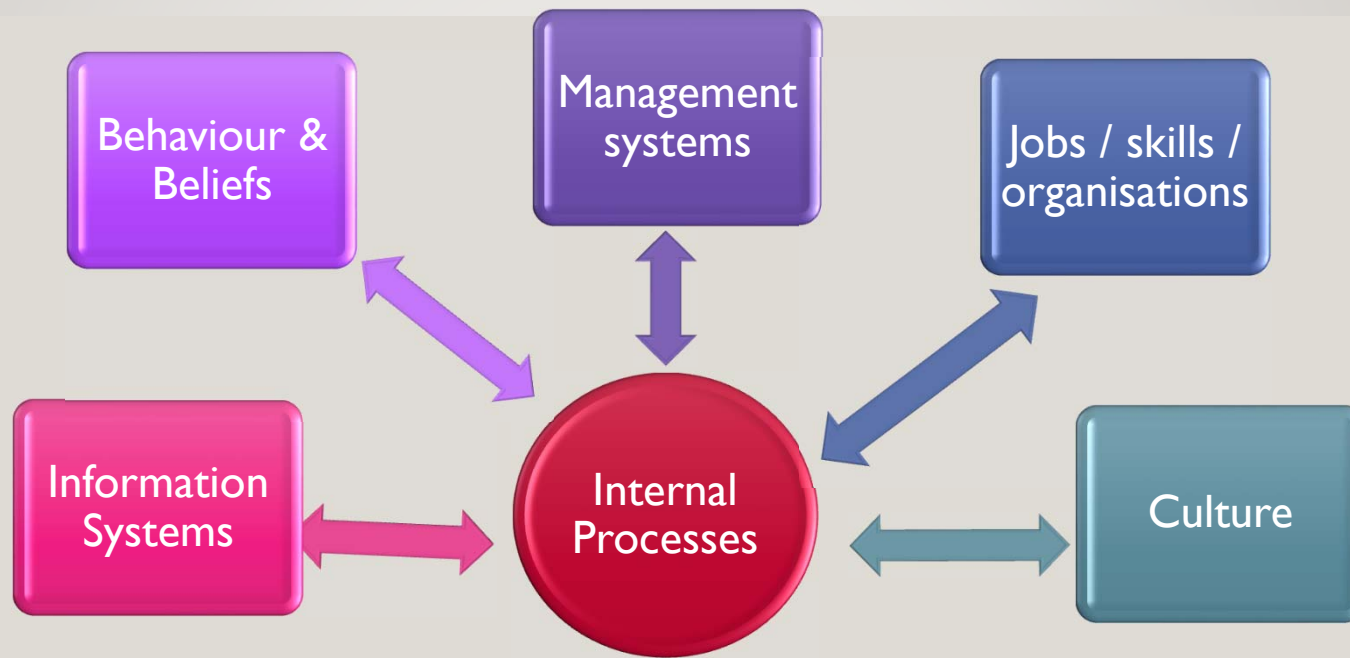 Behaviour &
Beliefs
Management
systems
Jobs / skills /
organisations
Information
Systems
Internal
Processes
Culture